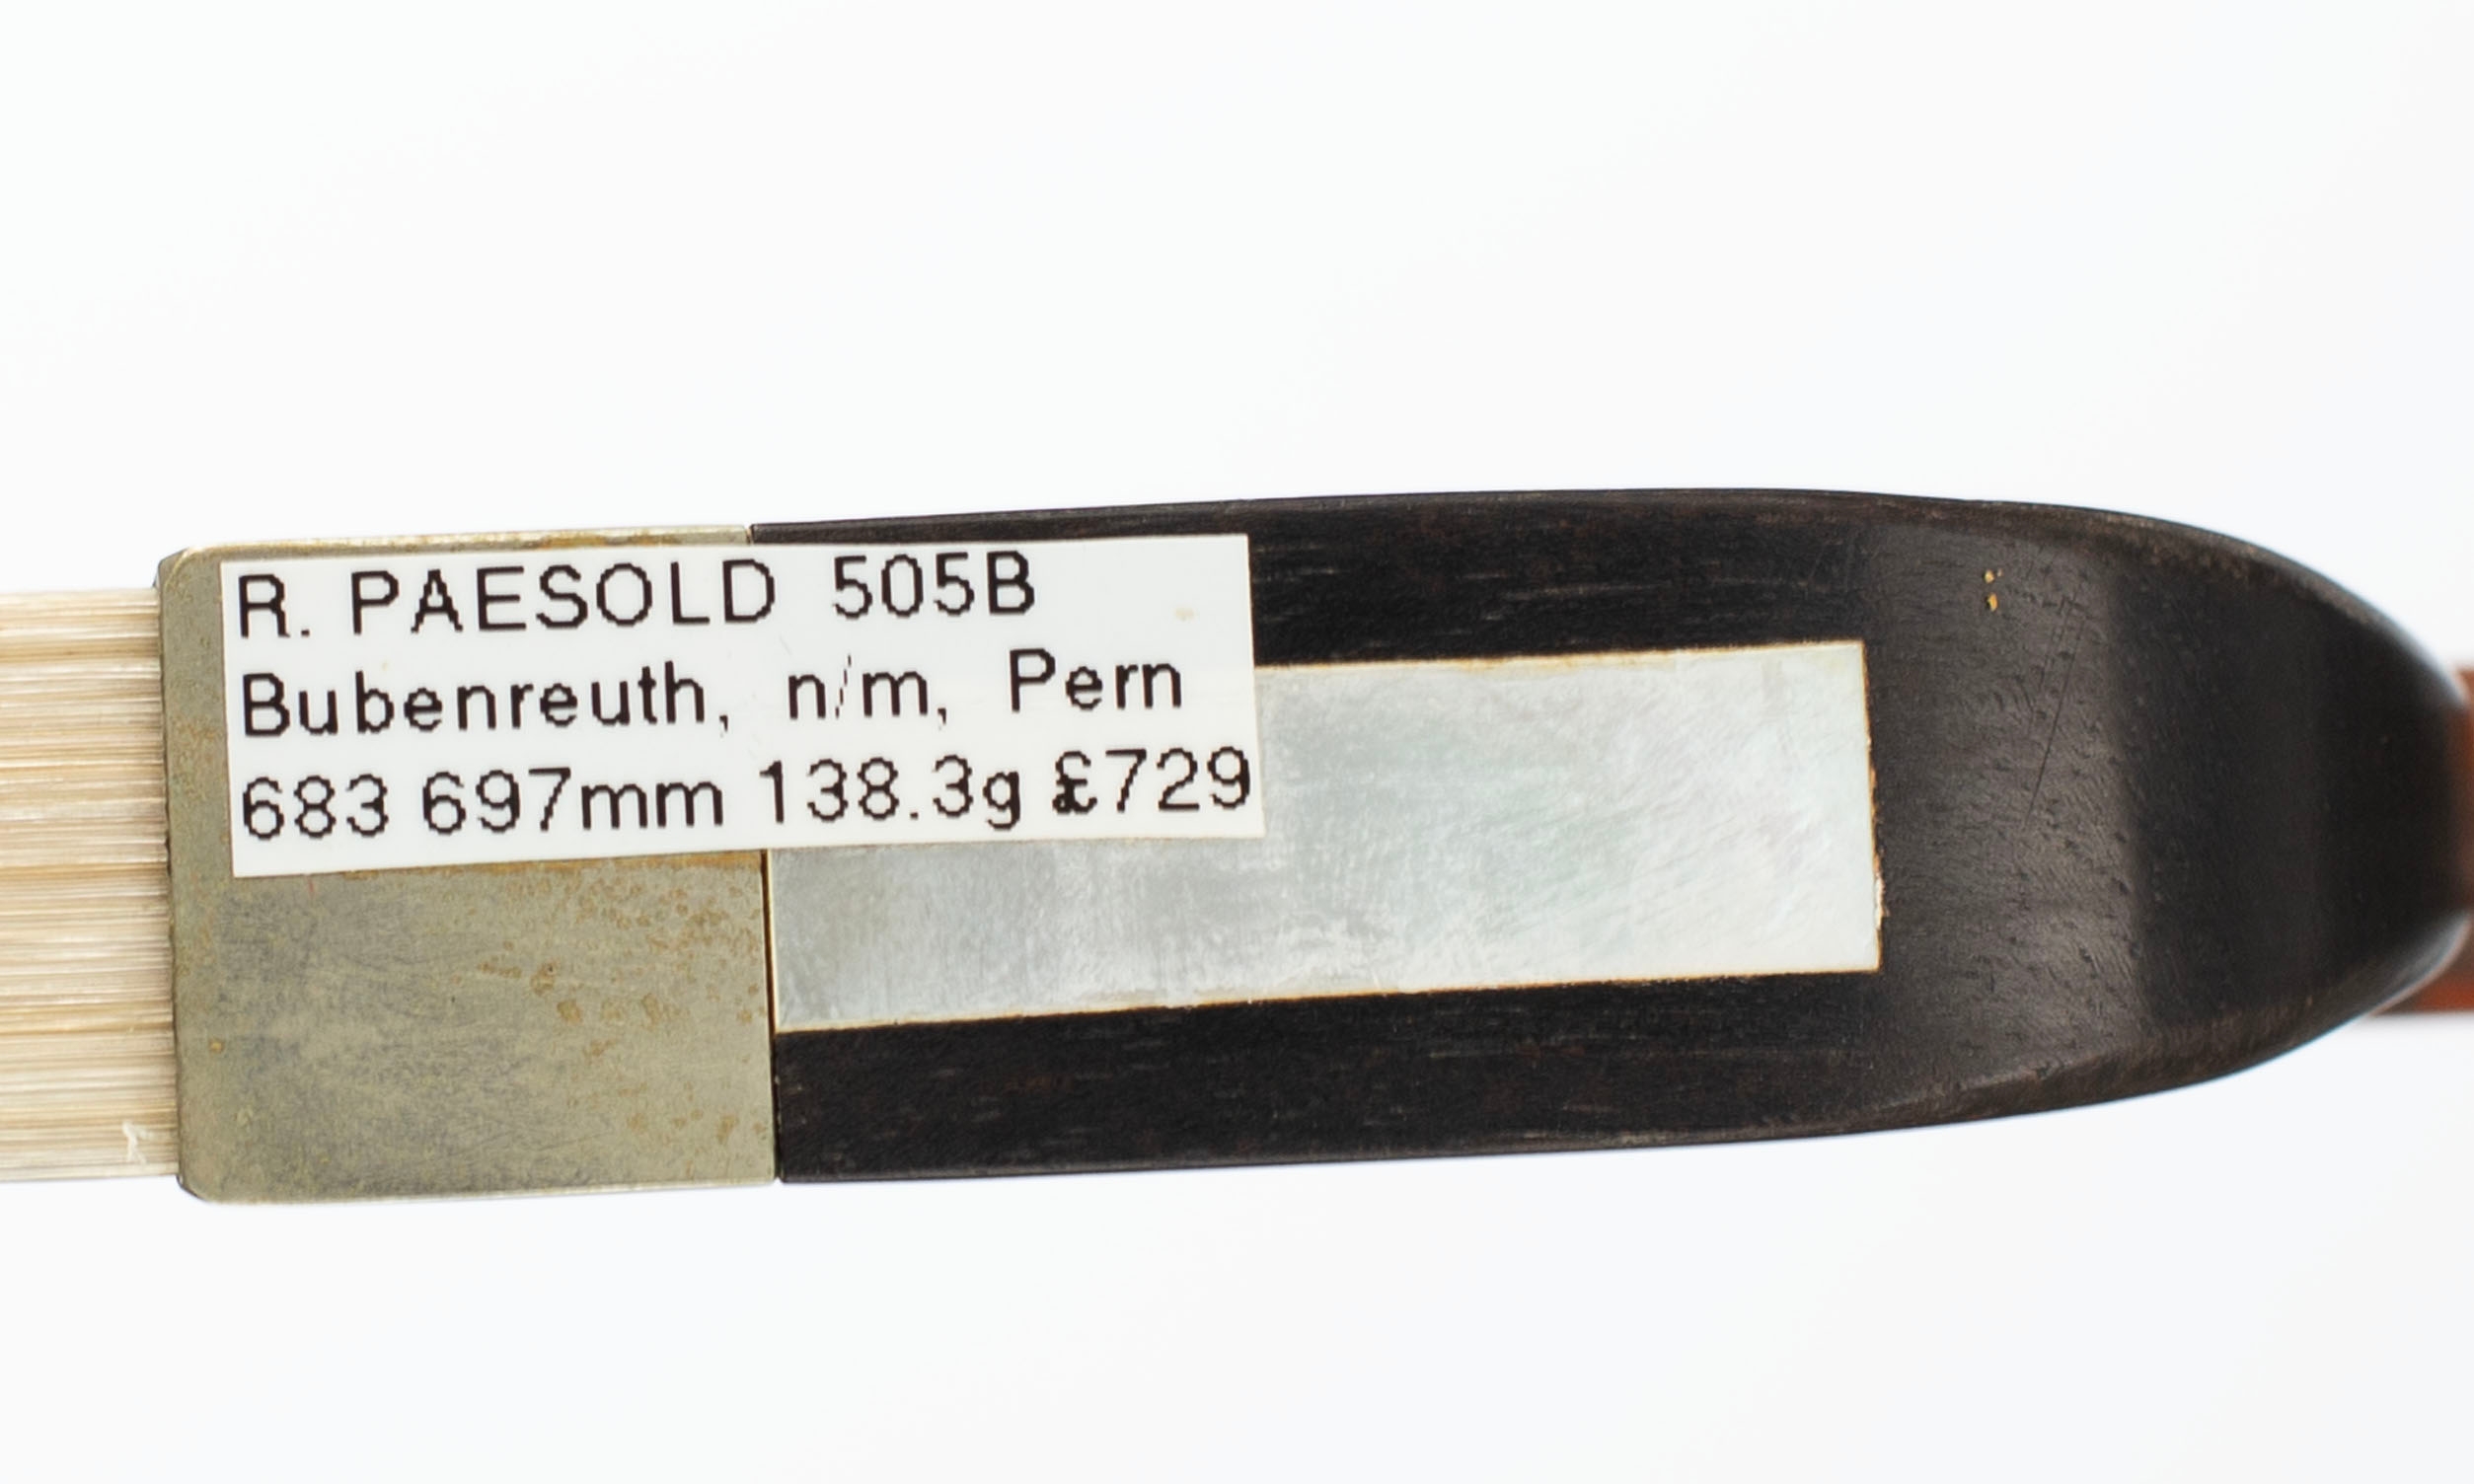 R. PAESOLD 505B
Bubenreuth, n/m, Pern
683 697mm 138.3g £729